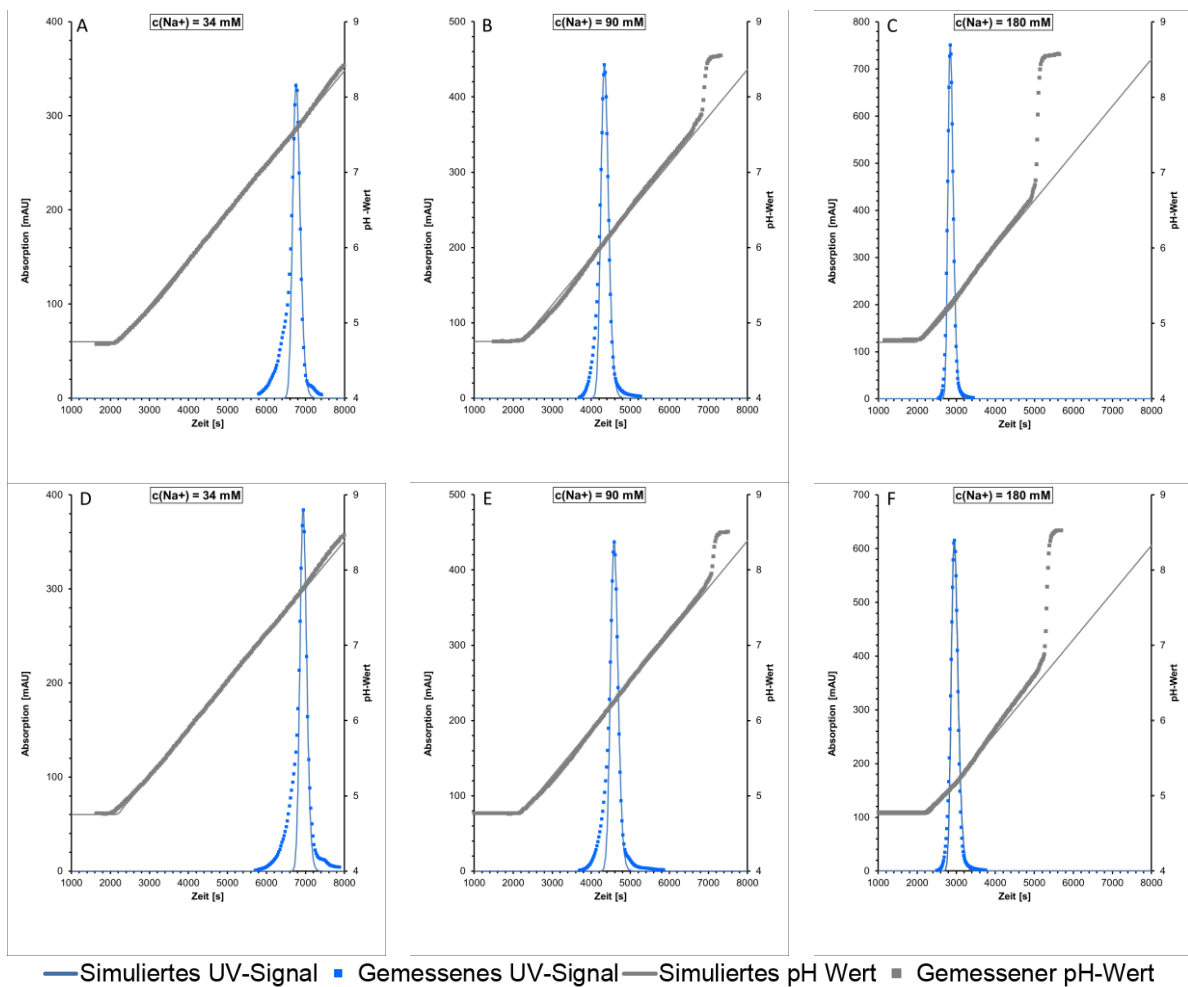 A
c(Na+) = 34 mM
400
300
200
100
0
Absorption [mAU]
9
8
7
6
5
4
pH -Wert
1000 2000 3000 4000 5000 6000 7000 8000
Zeit [s]
B
c(Na+) = 90 mM
500
400
300
200
100
0
Absorption [mAU]
9
8
7
6
5
4
pH-Wert
1000 2000 3000 4000 5000 6000 7000 8000
Zeit [s]
C
c(Na+) = 180 mM
800
700
600
500
400
300
200
100
0
Absorption [mAU]
9
8
7
6
5
4
pH-Wert
1000 2000 3000 4000 5000 6000 7000 8000
Zeit [s]
D
c(Na+) = 34 mM
400
300
200
100
0
Absorption [mAU]
9
8
7
6
5
4
pH-Wert
1000 2000 3000 4000 5000 6000 7000 8000
Zeit [s]
E
c(Na+) = 90 mM
500
400
300
200
100
0
Absorption [mAU]
9
8
7
6
5
4
pH-Wert
1000 2000 3000 4000 5000 6000 7000 8000
Zeit [s]
F
c(Na+) = 180 mM
700
600
500
400
300
200
100
0
Absorption [mAU]
9
8
7
6
5
4
pH-Wert
1000 2000 3000 4000 5000 6000 7000 8000
Zeit [s]
Simuliertes UV-Signal Gemessenes UV-Signal Simuliertes pH Wert Gemessener pH-Wert